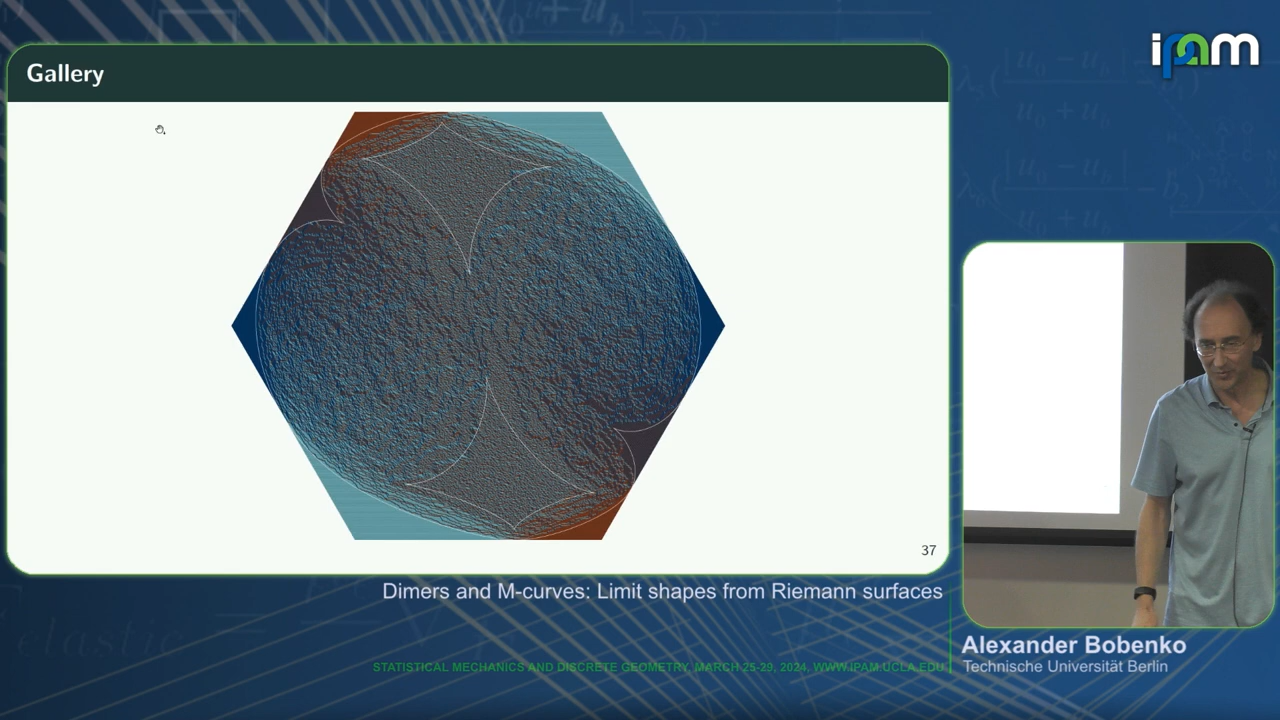 Gallery
ipam
37
Dimers and M-curves: Limit shapes from Riemann surfaces
Alexander Bobenko
Technische Universität Berlin
STATISTICAL MECHANICS AND DISCRETE GEOMETRY, MARCH 25-29, 2024, WWW.IPAM.UCLA.EDU
elastic